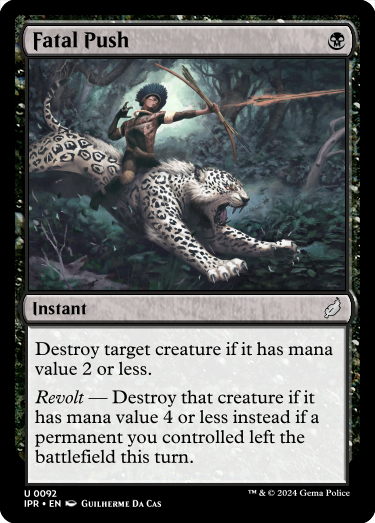 Fatal Push
Instant
Destroy target creature if it has mana
value 2 or less.
Revolt — Destroy that creature if it
has mana value 4 or less instead if a
permanent you controlled left the
battlefield this turn.
U 0092
IPR • EN Guilherme Da Cas
™ & © 2024 Gema Police